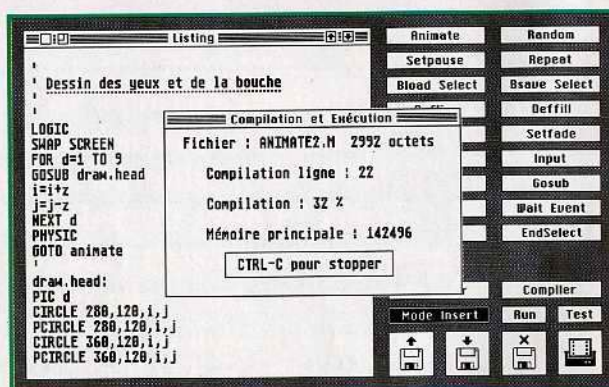 Listing
'
' Dessin des yeux et de la bouche
'
'
LOGIC
SWAP SCREEN
FOR d=1 TO 9
GOSUB draw.head
i=i+z
j=j-z
NEXT d
PHYSIC
GOTO animate
'
draw.head:
PIC d
CIRCLE 280,120,i,j
PCIRCLE 280,120,i,j
CIRCLE 360,120,i,j
PCIRCLE 360,120,i,j
Compilation et Exécution
Fichier : ANIMATE2.M 2992 octets
Compilation ligne : 22
Compilation : 32 %
Mémoire principale : 142496
CTRL-C pour stopper
Animate
Random
Setpause
Repeat
Bload Select
Bsave Select
Deffill
Setfade
Input
Gosub
Wait Event
EndSelect
Compiler
Mode Insert
Run
Test